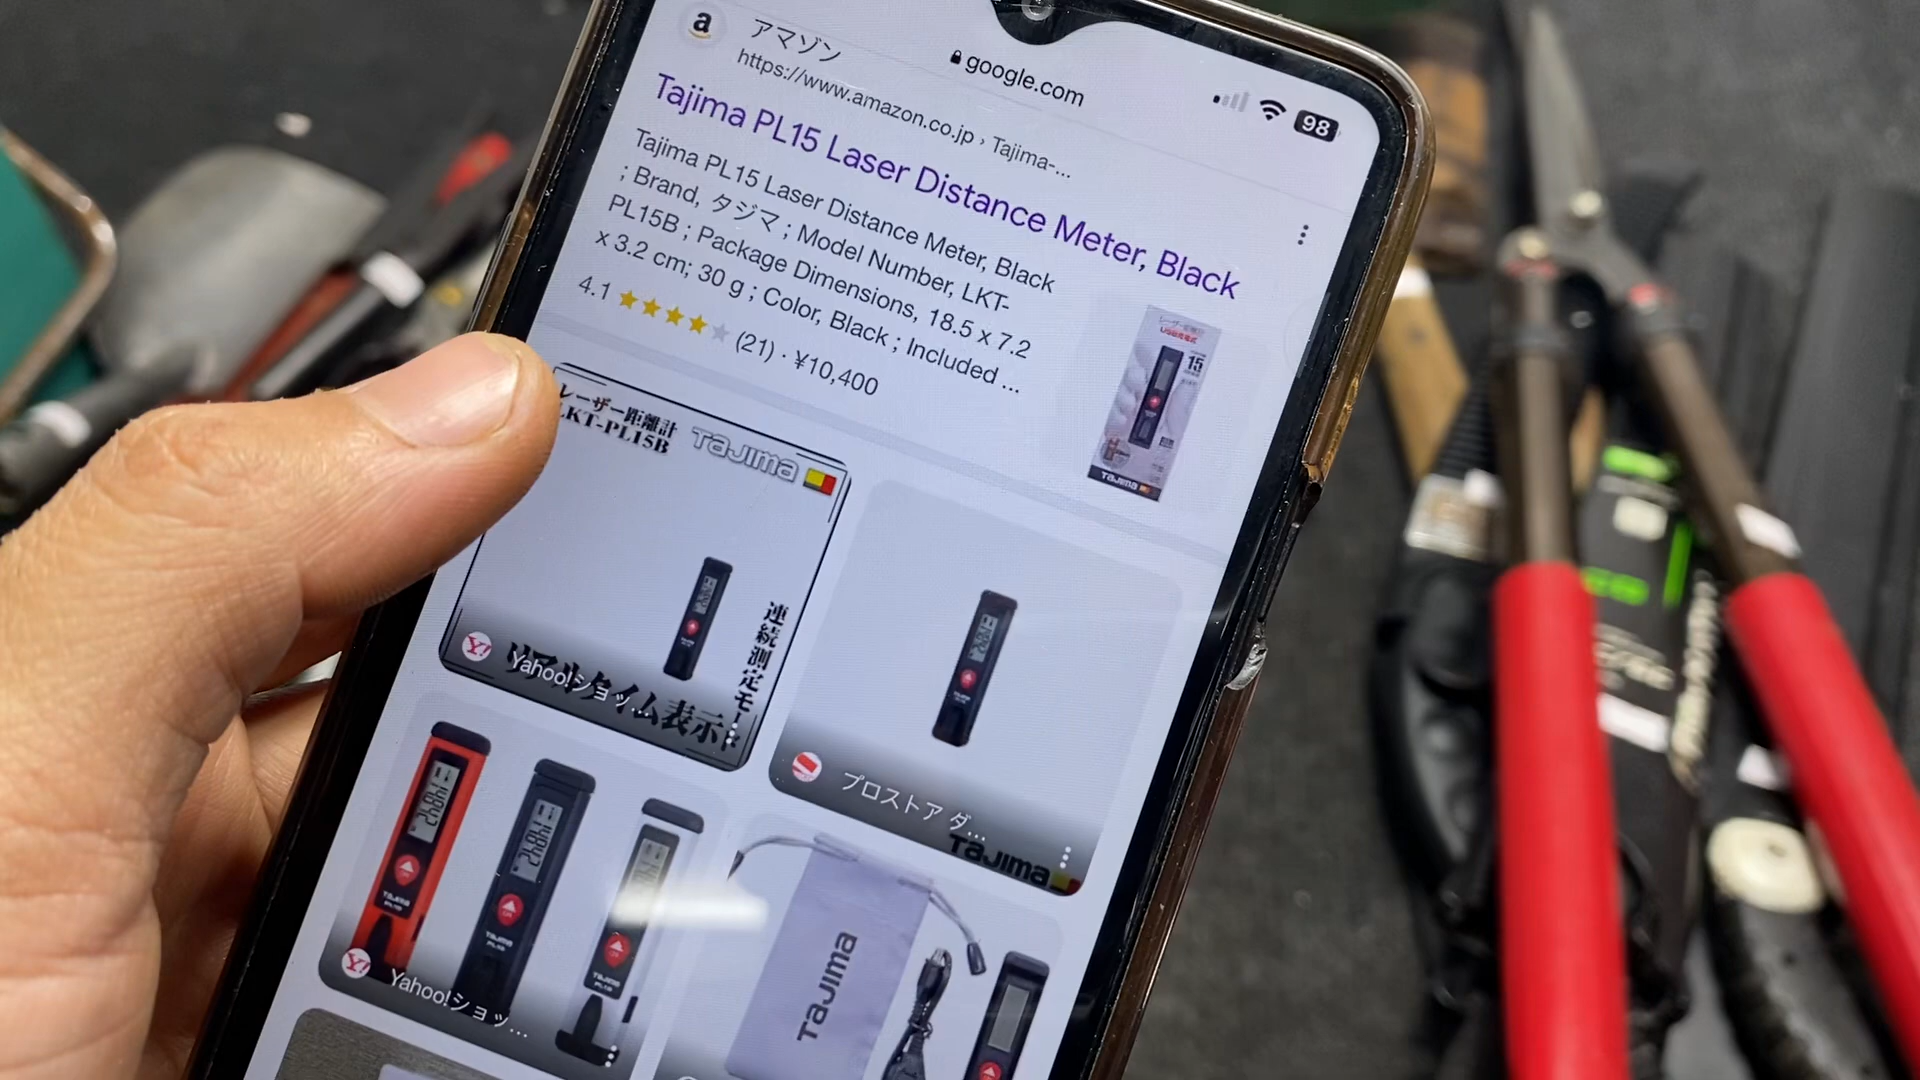 アマゾン
google.com
98
https://www.amazon.co.jp › Tajima-...
Tajima PL15 Laser Distance Meter, Black
Tajima PL15 Laser Distance Meter, Black
; Brand, タジマ ; Model Number, LKT-
PL15B ; Package Dimensions, 18.5 x 7.2
x 3.2 cm; 30 g ; Color, Black ; Included ...
4.1 (21) · ¥10,400
レーザー距離計
LKT-PL15B
TaJIMa
15
TaJIMa
連続測定モー
リアルタイム表示
Yahoo!ショッ...
プロストア ダ...
TaJIMa
Yahoo!ショッ...
TaJIMa